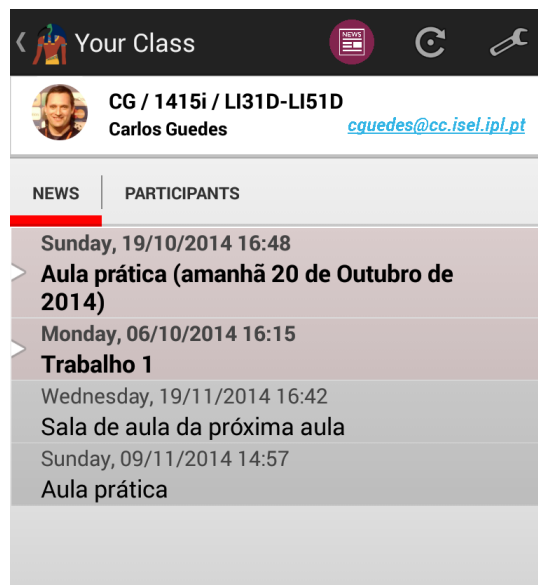 Your Class
NEWS
CG / 1415i / LI31D-LI51D
Carlos Guedes
cguedes@cc.isel.ipl.pt
NEWS
PARTICIPANTS
Sunday, 19/10/2014 16:48
Aula prática (amanhã 20 de Outubro de
2014)
Monday, 06/10/2014 16:15
Trabalho 1
Wednesday, 19/11/2014 16:42
Sala de aula da próxima aula
Sunday, 09/11/2014 14:57
Aula prática